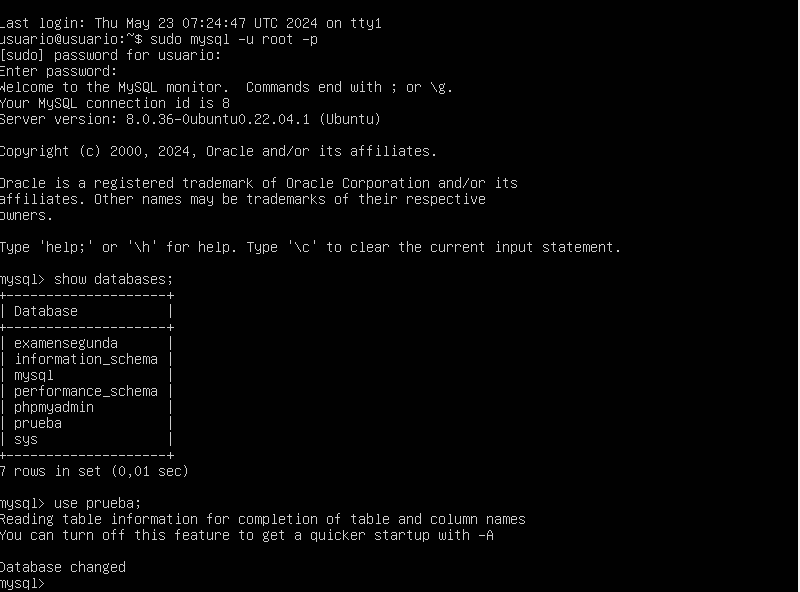 Last login: Thu May 23 07:24:47 UTC 2024 on tty1
usuario@usuario:~$ sudo mysql -u root -p
[sudo] password for usuario:
Enter password:
Welcome to the MySQL monitor.  Commands end with ; or \g.
Your MySQL connection id is 8
Server version: 8.0.36-0ubuntu0.22.04.1 (Ubuntu)

Copyright (c) 2000, 2024, Oracle and/or its affiliates.

Oracle is a registered trademark of Oracle Corporation and/or its
affiliates. Other names may be trademarks of their respective
owners.

Type 'help;' or '\h' for help. Type '\c' to clear the current input statement.

mysql> show databases;
+--------------------+
| Database           |
+--------------------+
| examensegunda      |
| information_schema |
| mysql              |
| performance_schema |
| phpmyadmin         |
| prueba             |
| sys                |
+--------------------+
7 rows in set (0,01 sec)

mysql> use prueba;
Reading table information for completion of table and column names
You can turn off this feature to get a quicker startup with -A

Database changed
mysql>